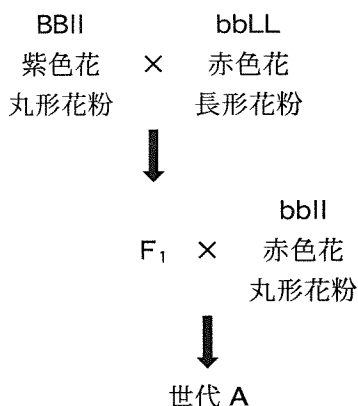 BBll × bbLL
紫色花 赤色花
丸形花粉 長形花粉
bbll
F₁ × 赤色花
丸形花粉
世代 A